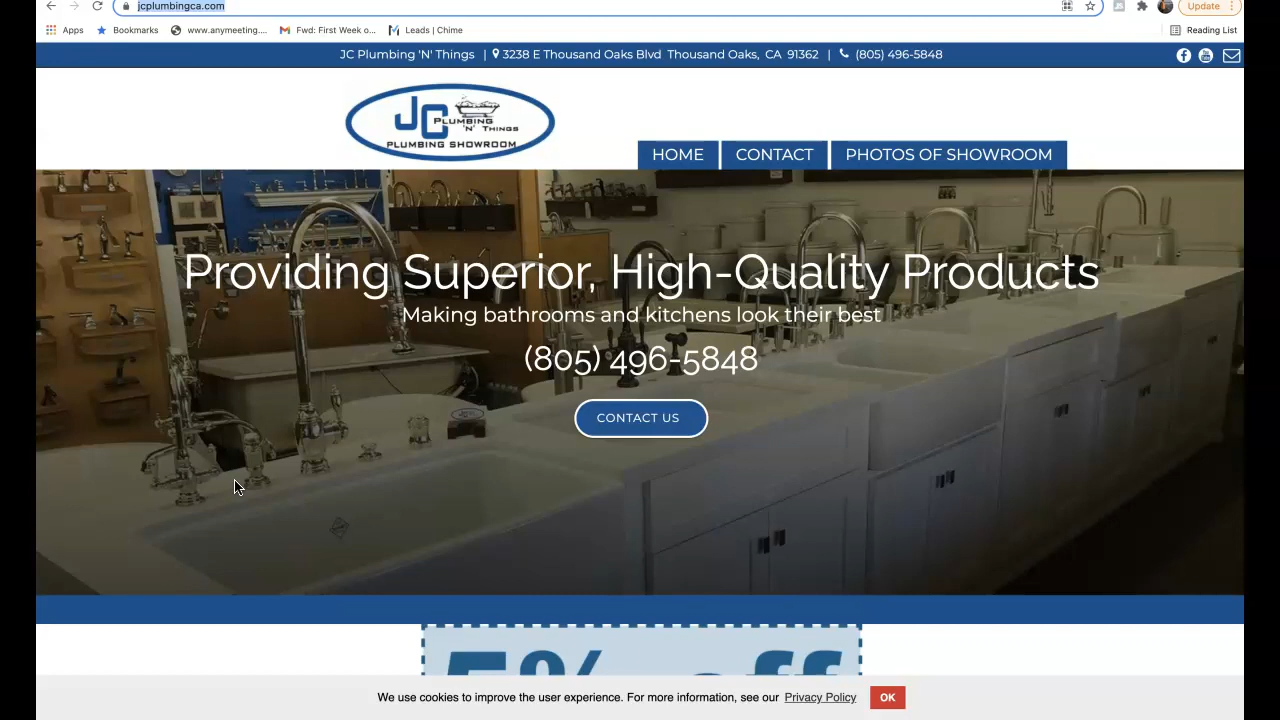 jcplumbingca.com
Update
Apps
Bookmarks
www.anymeeting....
Fwd: First Week o...
Leads | Chime
Reading List
JC Plumbing 'N' Things | 3238 E Thousand Oaks Blvd Thousand Oaks, CA 91362 | (805) 496-5848
JC PLUMBING 'N' THINGS
PLUMBING SHOWROOM
HOME
CONTACT
PHOTOS OF SHOWROOM
Providing Superior, High-Quality Products
Making bathrooms and kitchens look their best
(805) 496-5848
CONTACT US
5% off
We use cookies to improve the user experience. For more information, see our Privacy Policy
OK